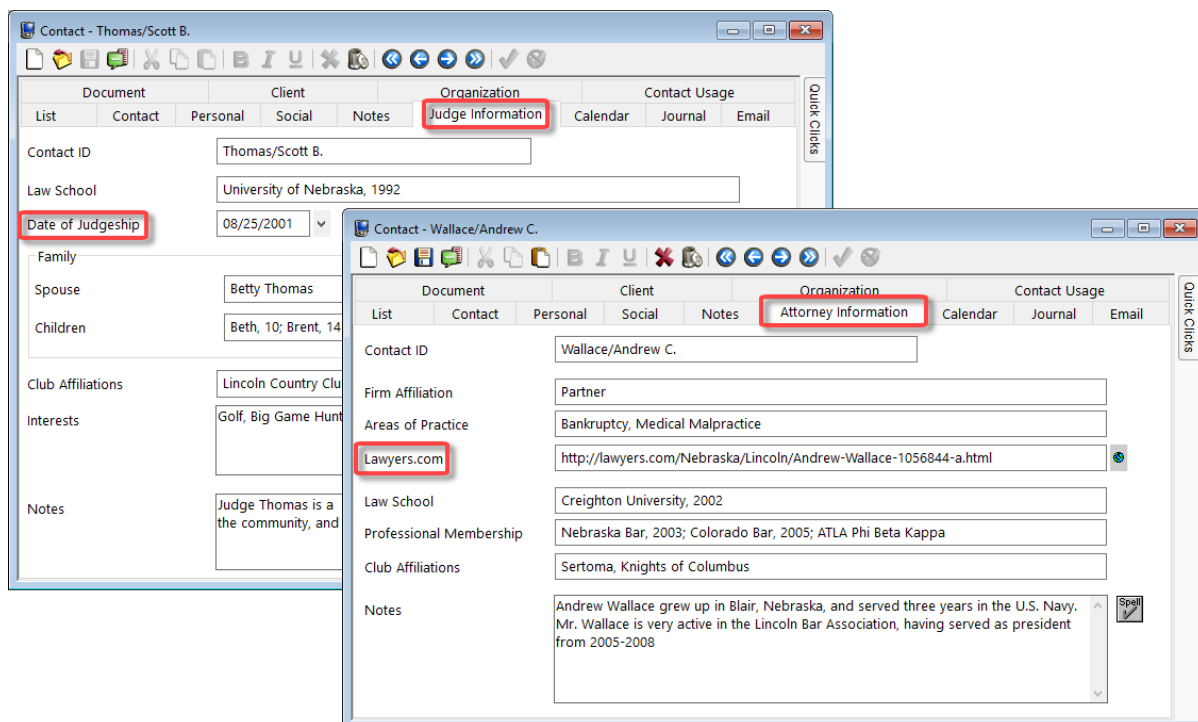 Contact - Thomas/Scott B.
B I U
Document Client Organization Contact Usage
List Contact Personal Social Notes Judge Information Calendar Journal Email
Quick Clicks
Contact ID Thomas/Scott B.
Law School University of Nebraska, 1992
Date of Judgeship 08/25/2001
Family
Spouse Betty Thomas
Children Beth, 10; Brent, 14
Club Affiliations Lincoln Country Clu
Interests Golf, Big Game Hunt
Notes Judge Thomas is a
the community, and
Contact - Wallace/Andrew C.
B I U
Document Client Organization Contact Usage
List Contact Personal Social Notes Attorney Information Calendar Journal Email
Quick Clicks
Contact ID Wallace/Andrew C.
Firm Affiliation Partner
Areas of Practice Bankruptcy, Medical Malpractice
Lawyers.com http://lawyers.com/Nebraska/Lincoln/Andrew-Wallace-1056844-a.html
Law School Creighton University, 2002
Professional Membership Nebraska Bar, 2003; Colorado Bar, 2005; ATLA Phi Beta Kappa
Club Affiliations Sertoma, Knights of Columbus
Notes Andrew Wallace grew up in Blair, Nebraska, and served three years in the U.S. Navy.
Mr. Wallace is very active in the Lincoln Bar Association, having served as president
from 2005-2008
Spell